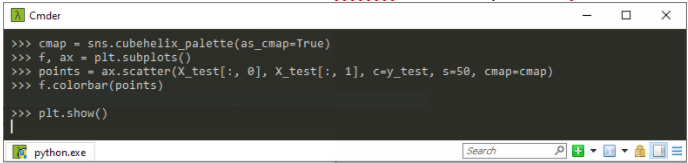 λ Cmder
>>> cmap = sns.cubehelix_palette(as_cmap=True)
>>> f, ax = plt.subplots()
>>> points = ax.scatter(X_test[:, 0], X_test[:, 1], c=y_test, s=50, cmap=cmap)
>>> f.colorbar(points)
>>> plt.show()
python.exe
Search